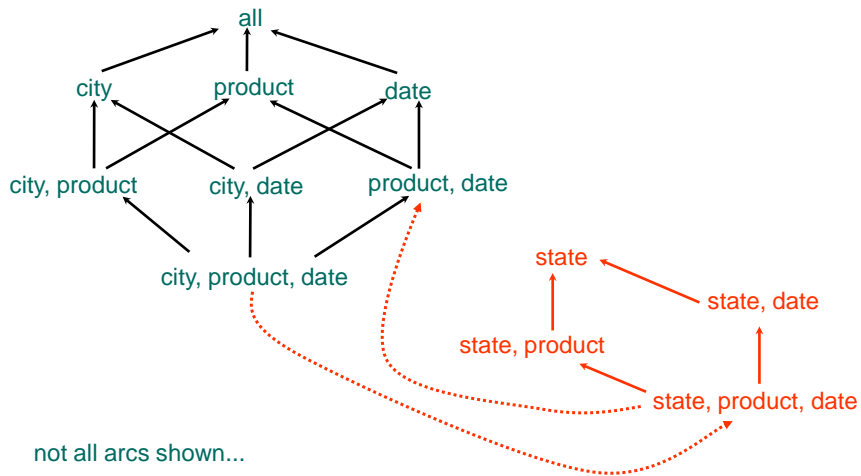 all
city
product
date
city, product
city, date
product, date
city, product, date
state
state, date
state, product
state, product, date
not all arcs shown...